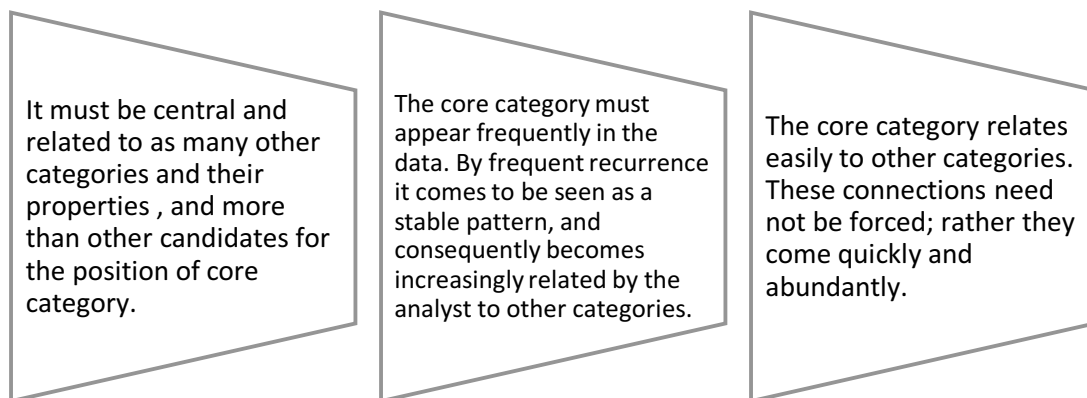 It must be central and
related to as many other
categories and their
properties , and more
than other candidates for
the position of core
category.
The core category must
appear frequently in the
data. By frequent recurrence
it comes to be seen as a
stable pattern, and
consequently becomes
increasingly related by the
analyst to other categories.
The core category relates
easily to other categories.
These connections need
not be forced; rather they
come quickly and
abundantly.